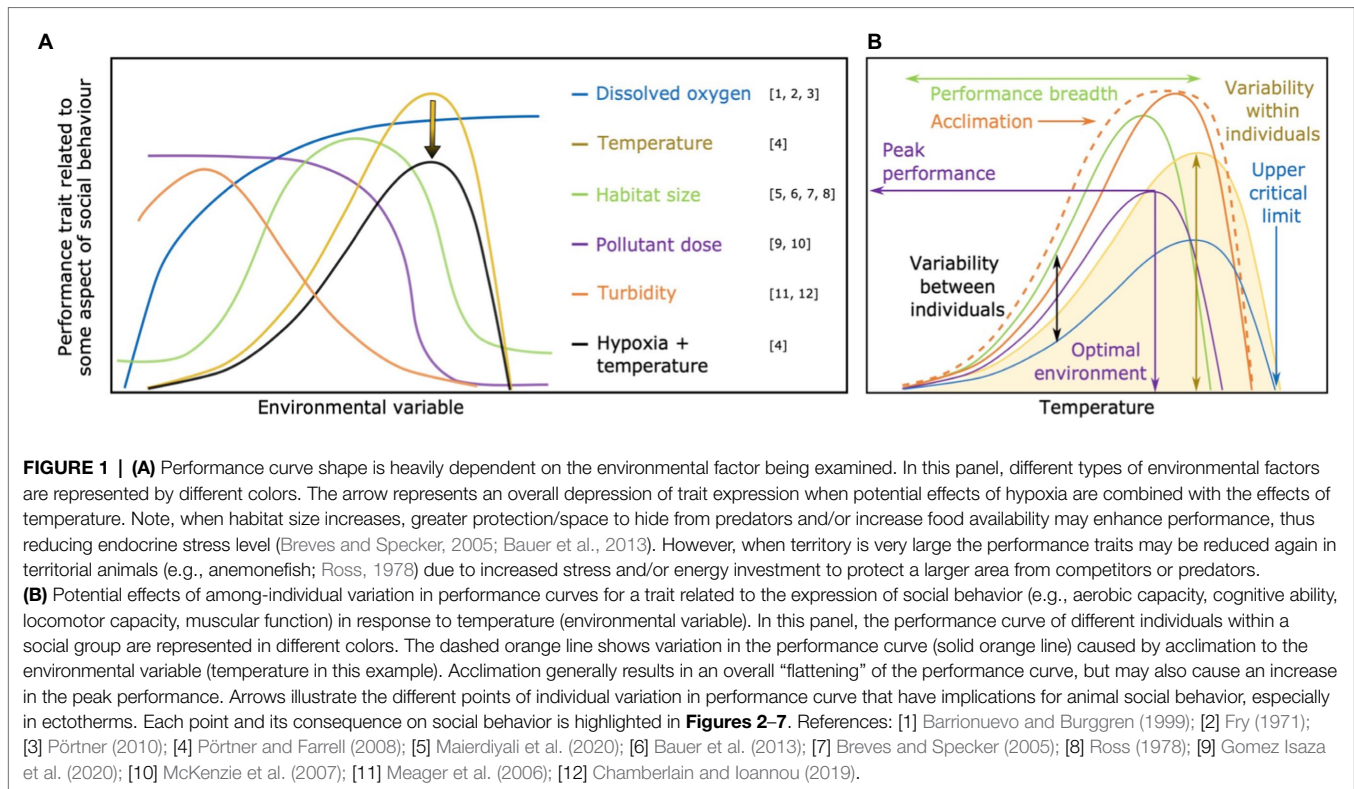 A
Performance trait related to
some aspect of social behaviour
Dissolved oxygen [1, 2, 3]
Temperature [4]
Habitat size [5, 6, 7, 8]
Pollutant dose [9, 10]
Turbidity [11, 12]
Hypoxia +
temperature [4]
Environmental variable
B
Performance breadth
Acclimation
Variability
within
individuals
Peak
performance
Upper
critical
limit
Variability
between
individuals
Optimal
environment
Temperature
FIGURE 1 | (A) Performance curve shape is heavily dependent on the environmental factor being examined. In this panel, different types of environmental factors
are represented by different colors. The arrow represents an overall depression of trait expression when potential effects of hypoxia are combined with the effects of
temperature. Note, when habitat size increases, greater protection/space to hide from predators and/or increase food availability may enhance performance, thus
reducing endocrine stress level (Breves and Specker, 2005; Bauer et al., 2013). However, when territory is very large the performance traits may be reduced again in
territorial animals (e.g., anemonefish; Ross, 1978) due to increased stress and/or energy investment to protect a larger area from competitors or predators.
(B) Potential effects of among-individual variation in performance curves for a trait related to the expression of social behavior (e.g., aerobic capacity, cognitive ability,
locomotor capacity, muscular function) in response to temperature (environmental variable). In this panel, the performance curve of different individuals within a
social group are represented in different colors. The dashed orange line shows variation in the performance curve (solid orange line) caused by acclimation to the
environmental variable (temperature in this example). Acclimation generally results in an overall “flattening” of the performance curve, but may also cause an increase
in the peak performance. Arrows illustrate the different points of individual variation in performance curve that have implications for animal social behavior, especially
in ectotherms. Each point and its consequence on social behavior is highlighted in Figures 2–7. References: [1] Barrionuevo and Burggren (1999); [2] Fry (1971);
[3] Pörtner (2010); [4] Pörtner and Farrell (2008); [5] Maierdiyali et al. (2020); [6] Bauer et al. (2013); [7] Breves and Specker (2005); [8] Ross (1978); [9] Gomez Isaza
et al. (2020); [10] McKenzie et al. (2007); [11] Meager et al. (2006); [12] Chamberlain and Ioannou (2019).